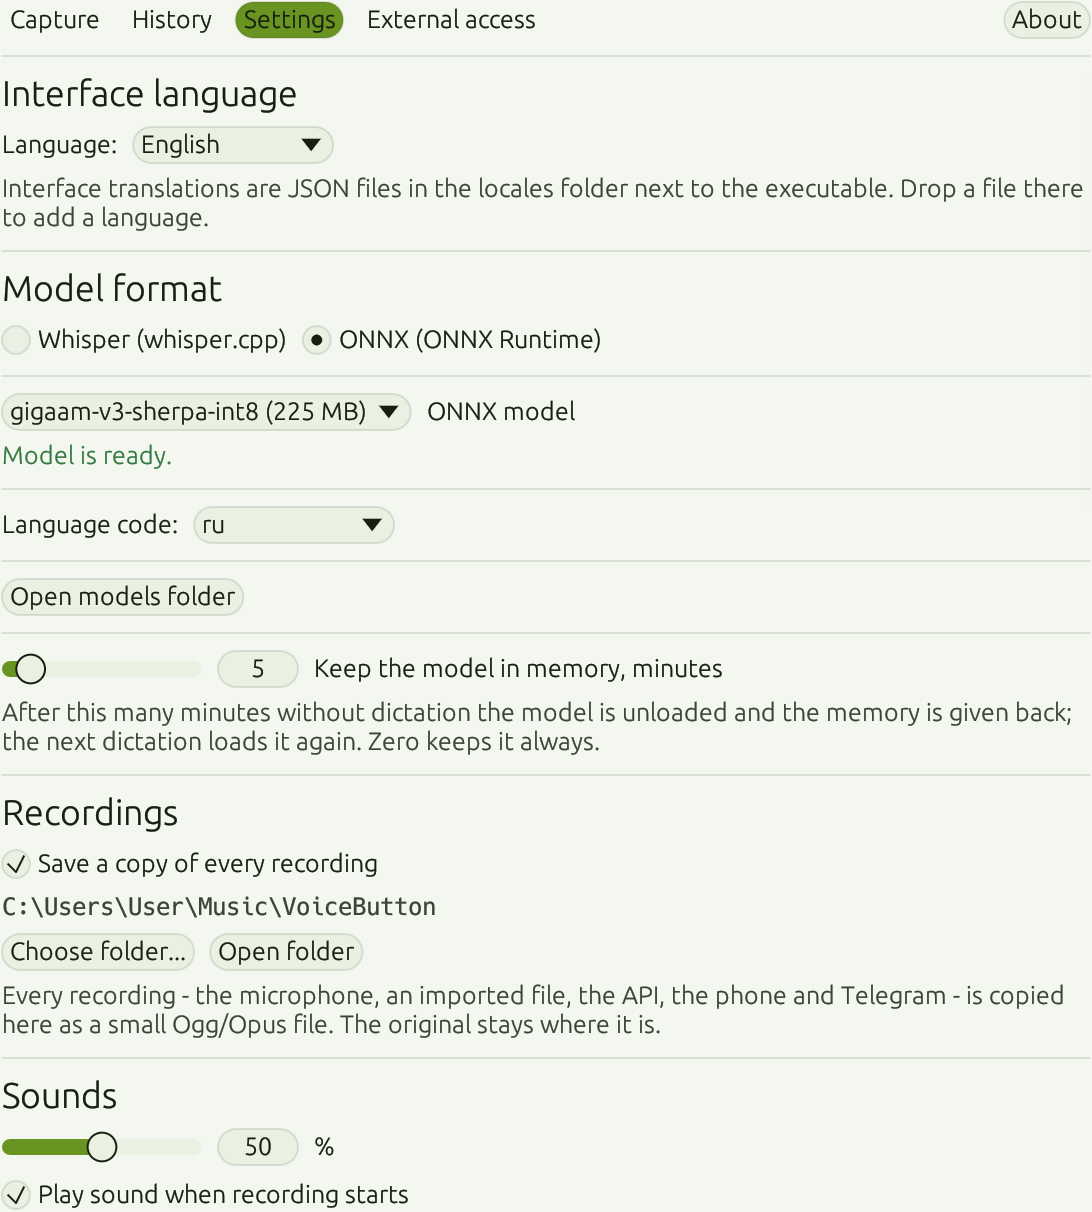 Capture History Settings External access About
Interface language
Language: English
Interface translations are JSON files in the locales folder next to the executable. Drop a file there
to add a language.
Model format
Whisper (whisper.cpp) ONNX (ONNX Runtime)
gigaam-v3-sherpa-int8 (225 MB) ONNX model
Model is ready.
Language code: ru
Open models folder
5 Keep the model in memory, minutes
After this many minutes without dictation the model is unloaded and the memory is given back;
the next dictation loads it again. Zero keeps it always.
Recordings
Save a copy of every recording
C:\Users\User\Music\VoiceButton
Choose folder... Open folder
Every recording - the microphone, an imported file, the API, the phone and Telegram - is copied
here as a small Ogg/Opus file. The original stays where it is.
Sounds
50 %
Play sound when recording starts